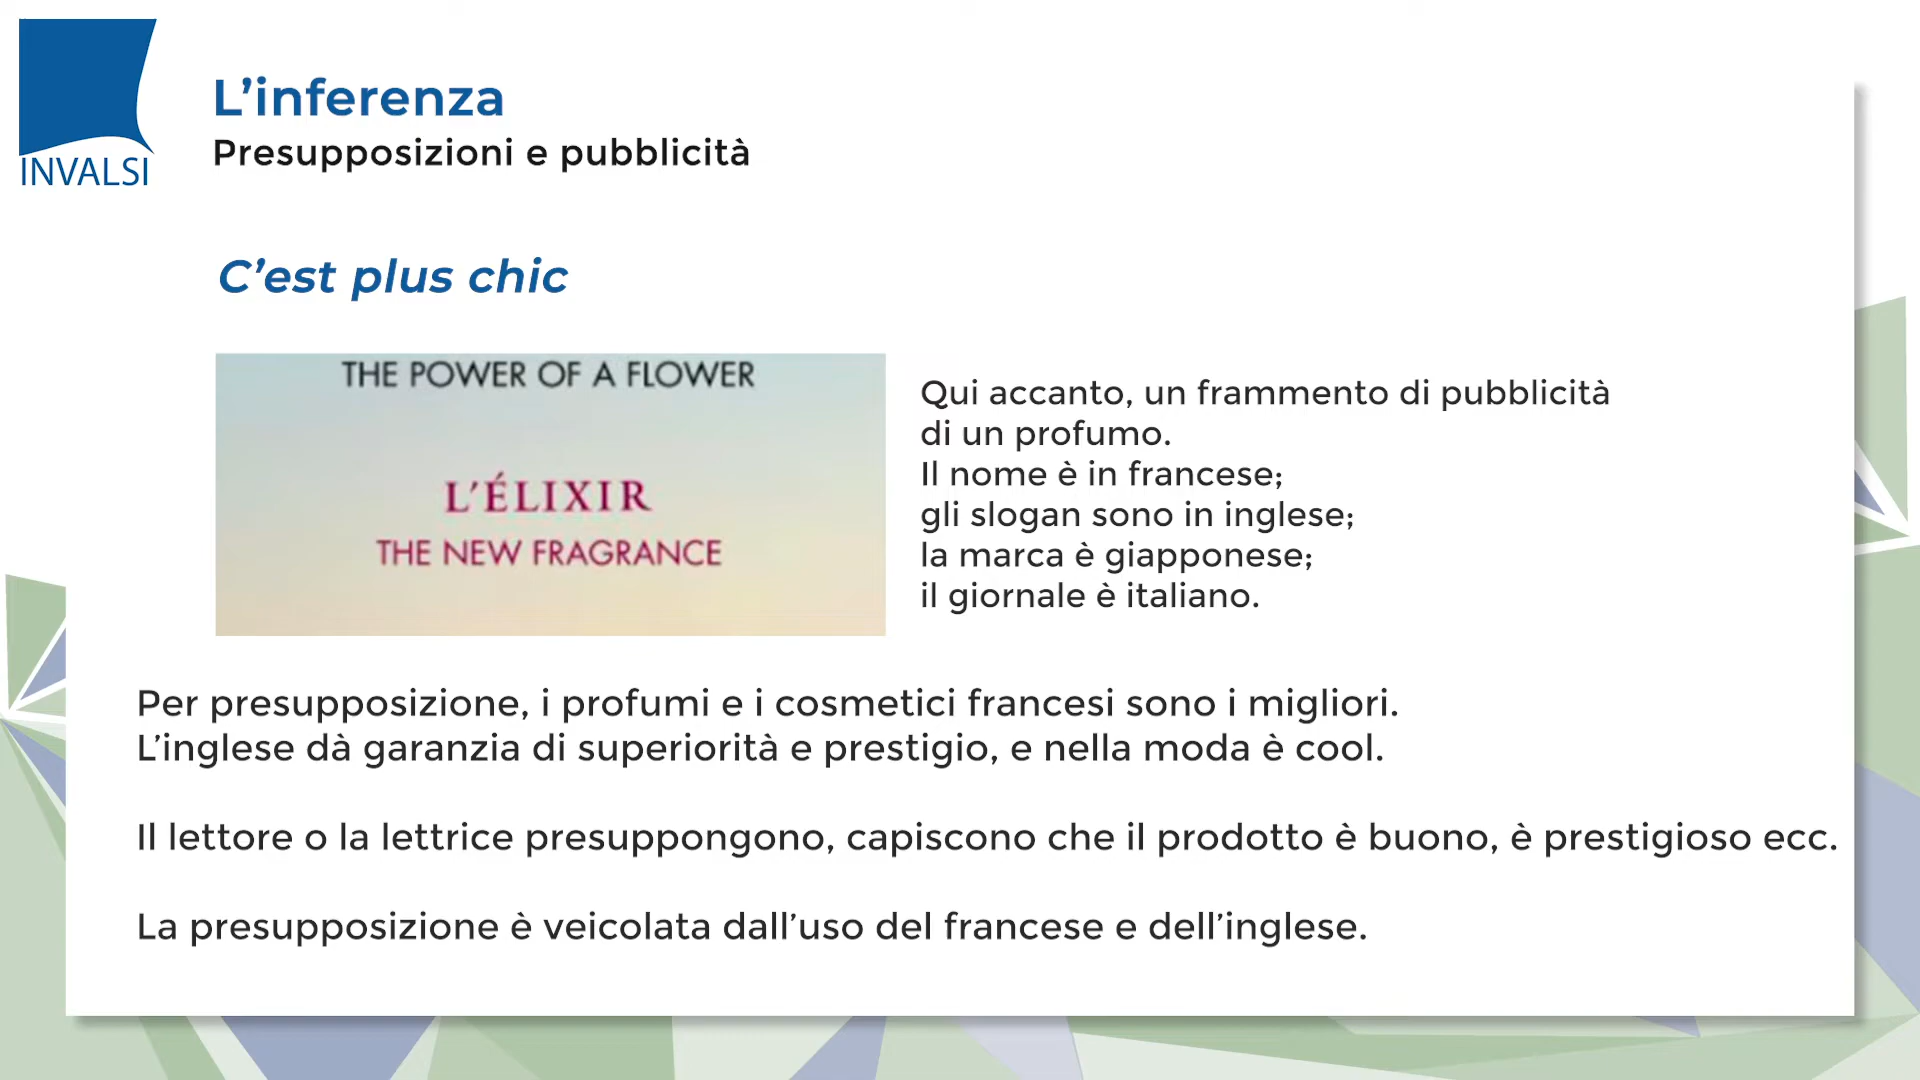 INVALSI
L’inferenza
Presupposizioni e pubblicità
C’est plus chic
THE POWER OF A FLOWER
L’ÉLIXIR
THE NEW FRAGRANCE
Qui accanto, un frammento di pubblicità
di un profumo.
Il nome è in francese;
gli slogan sono in inglese;
la marca è giapponese;
il giornale è italiano.
Per presupposizione, i profumi e i cosmetici francesi sono i migliori.
L’inglese dà garanzia di superiorità e prestigio, e nella moda è cool.
Il lettore o la lettrice presuppongono, capiscono che il prodotto è buono, è prestigioso ecc.
La presupposizione è veicolata dall’uso del francese e dell’inglese.